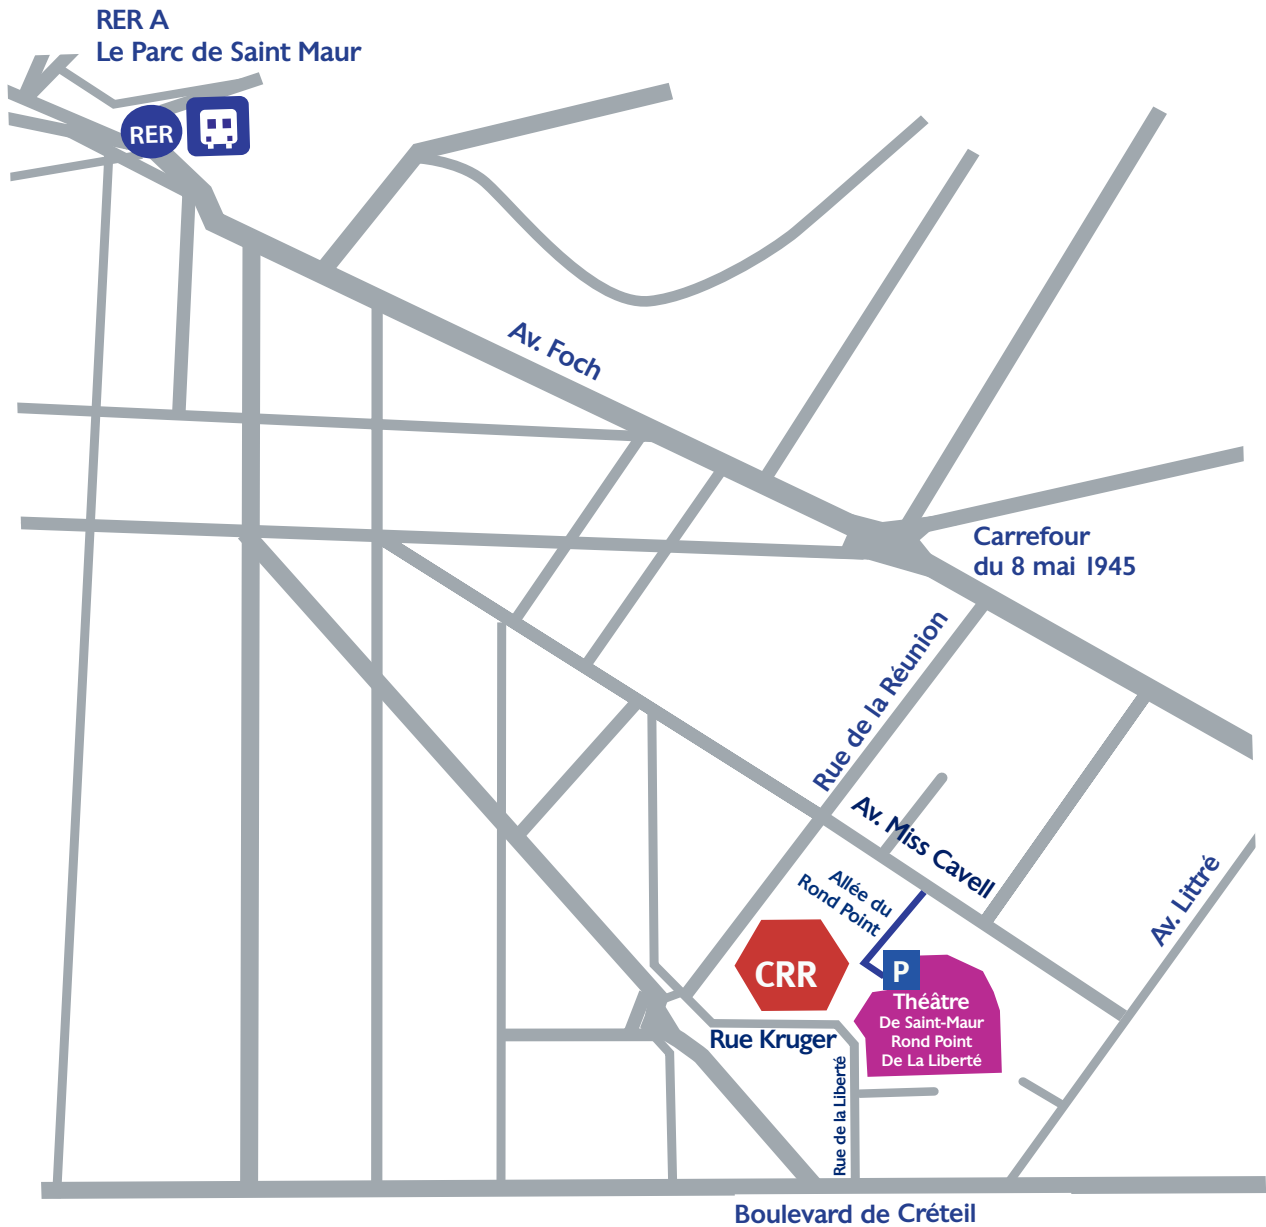 RER A
Le Parc de Saint Maur
RER
Av. Foch
Carrefour
du 8 mai 1945
Rue de la Réunion
Av. Miss Cavell
Av. Littré
Allée du
Rond Point
CRR
P
Théâtre
De Saint-Maur
Rond Point
De La Liberté
Rue Kruger
Rue de la Liberté
Boulevard de Créteil